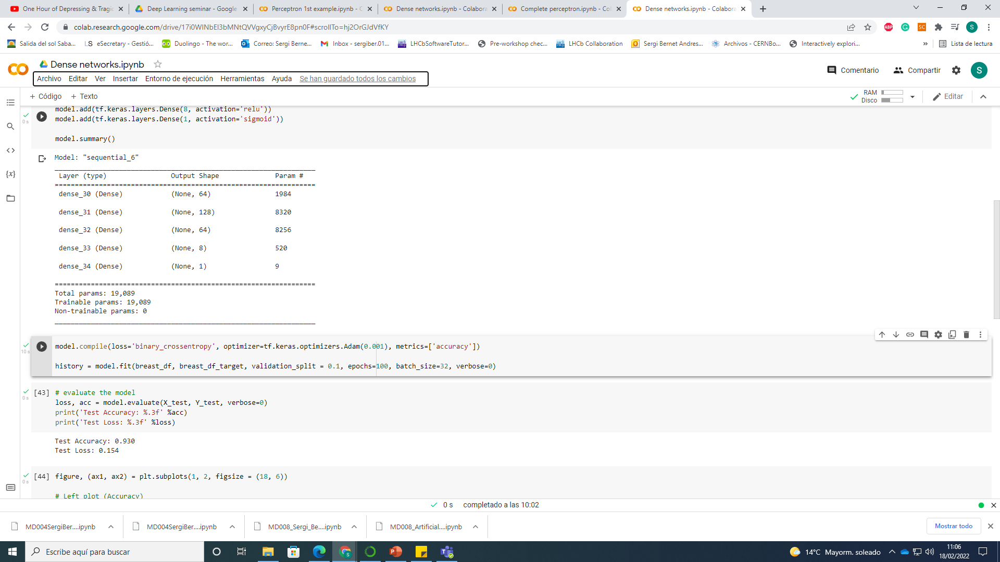 One Hour of Depressing & Tragic
Deep Learning seminar - Google
Perceptron 1st example.ipynb - C
Dense networks.ipynb - Colabora
Complete perceptron.ipynb - Col
Dense networks.ipynb - Colabora
colab.research.google.com/drive/17i0WlNbEl3bMNtQVVgxyCjBvyrE8pn0F#scrollTo=hj2OrGJdVfKY
ABP
SC
S
Salida del sol Saba...
LS eSecretary - Gestió...
Duolingo - The wor...
Correo: Sergi Berne...
Inbox - sergiber.01...
LHCbSoftwareTutor...
Pre-workshop chec...
LHCb Collaboration
Sergi Bernet Andres...
Archivos - CERNBo...
Interactively explori...
»
Lista de lectura
Dense networks.ipynb
Archivo Editar Ver Insertar Entorno de ejecución Herramientas Ayuda Se han guardado todos los cambios
Comentario
Compartir
S
+ Código + Texto
RAM
Disco
Editar
model.add(tf.keras.layers.Dense(8, activation='relu'))
0 s
model.add(tf.keras.layers.Dense(1, activation='sigmoid'))
model.summary()
Model: "sequential_6"
_________________________________________________________________
Layer (type) Output Shape Param #
=================================================================
dense_30 (Dense) (None, 64) 1984
dense_31 (Dense) (None, 128) 8320
dense_32 (Dense) (None, 64) 8256
dense_33 (Dense) (None, 8) 520
dense_34 (Dense) (None, 1) 9
=================================================================
Total params: 19,089
Trainable params: 19,089
Non-trainable params: 0
_________________________________________________________________
10 s
model.compile(loss='binary_crossentropy', optimizer=tf.keras.optimizers.Adam(0.001), metrics=['accuracy'])
history = model.fit(breast_df, breast_df_target, validation_split = 0.1, epochs=100, batch_size=32, verbose=0)
0 s
[43] # evaluate the model
loss, acc = model.evaluate(X_test, Y_test, verbose=0)
print('Test Accuracy: %.3f' %acc)
print('Test Loss: %.3f' %loss)
Test Accuracy: 0.930
Test Loss: 0.154
0 s
[44] figure, (ax1, ax2) = plt.subplots(1, 2, figsize = (18, 6))
# Left plot (Accuracy)
0 s completado a las 10:02
MD004SergiBer....ipynb
MD004SergiBer....ipynb
MD008_Sergi_Be....ipynb
MD008_Artificial....ipynb
Mostrar todo
Escribe aquí para buscar
14°C Mayorm. soleado
11:06
18/02/2022